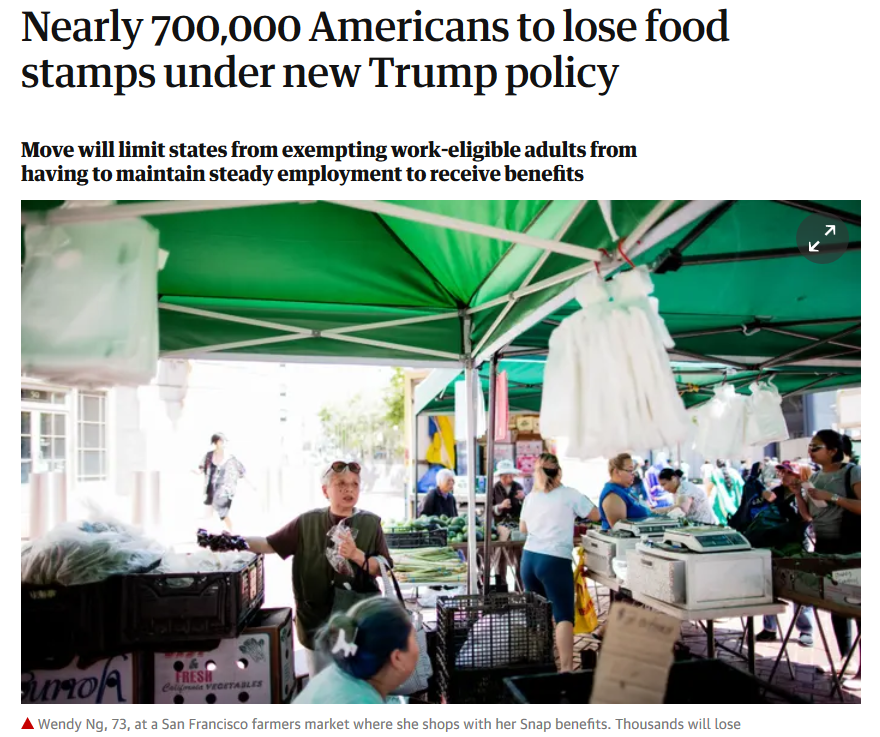 Nearly 700,000 Americans to lose food
stamps under new Trump policy
Move will limit states from exempting work-eligible adults from
having to maintain steady employment to receive benefits
50
& FRESH
California VEGETABLES
Wendy Ng, 73, at a San Francisco farmers market where she shops with her Snap benefits. Thousands will lose